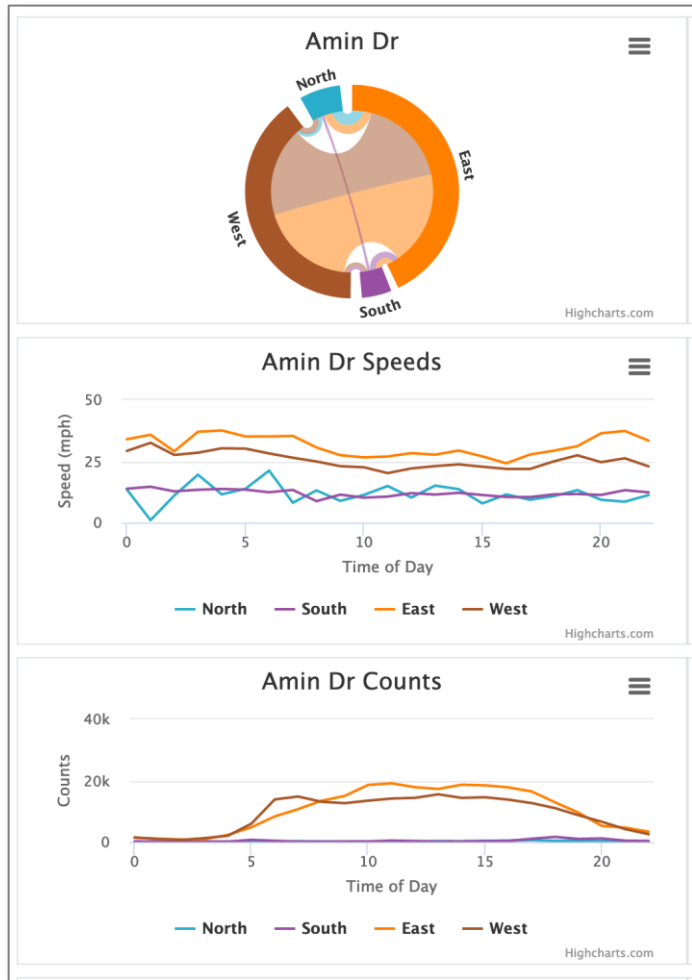 Amin Dr
North
East
West
South
Highcharts.com
Amin Dr Speeds
50
25
0
Speed (mph)
0 5 10 15 20
Time of Day
North South East West
Highcharts.com
Amin Dr Counts
40k
20k
0
Counts
0 5 10 15 20
Time of Day
North South East West
Highcharts.com